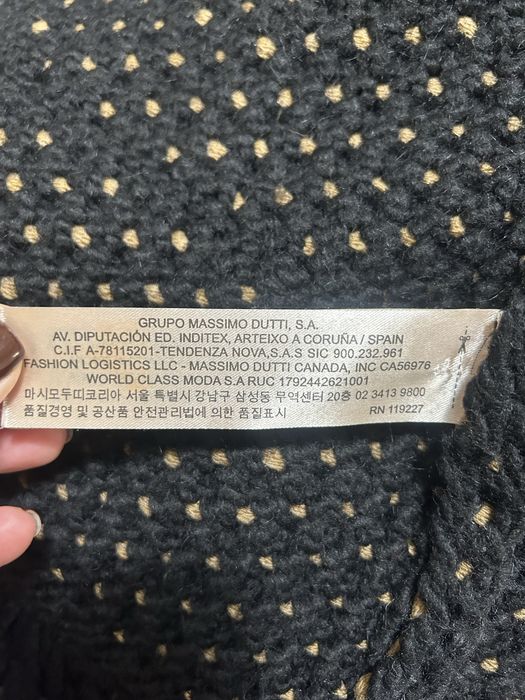 GRUPO MASSIMO DUTTI, S.A.
AV. DIPUTACIÓN ED. INDITEX, ARTEIXO A CORUÑA / SPAIN
C.I.F A-78115201-TENDENZA NOVA,S.A.S SIC 900.232.961
FASHION LOGISTICS LLC - MASSIMO DUTTI CANADA, INC CA56976
WORLD CLASS MODA S.A RUC 1792442621001
마시모두띠코리아 서울 특별시 강남구 삼성동 무역센터 20층 02 3413 9800
품질경영 및 공산품 안전관리법에 의한 품질표시 RN 119227